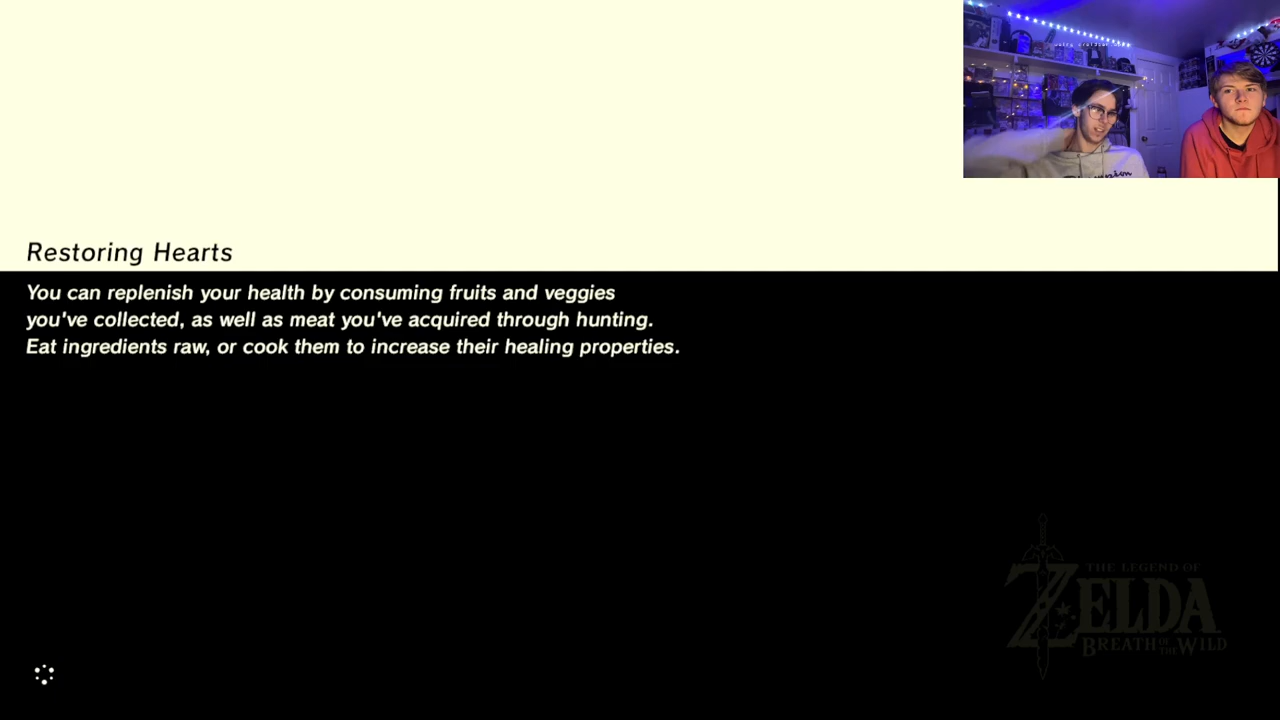 Restoring Hearts
You can replenish your health by consuming fruits and veggies
you've collected, as well as meat you've acquired through hunting.
Eat ingredients raw, or cook them to increase their healing properties.
THE LEGEND OF
ZELDA
BREATH OF THE WILD